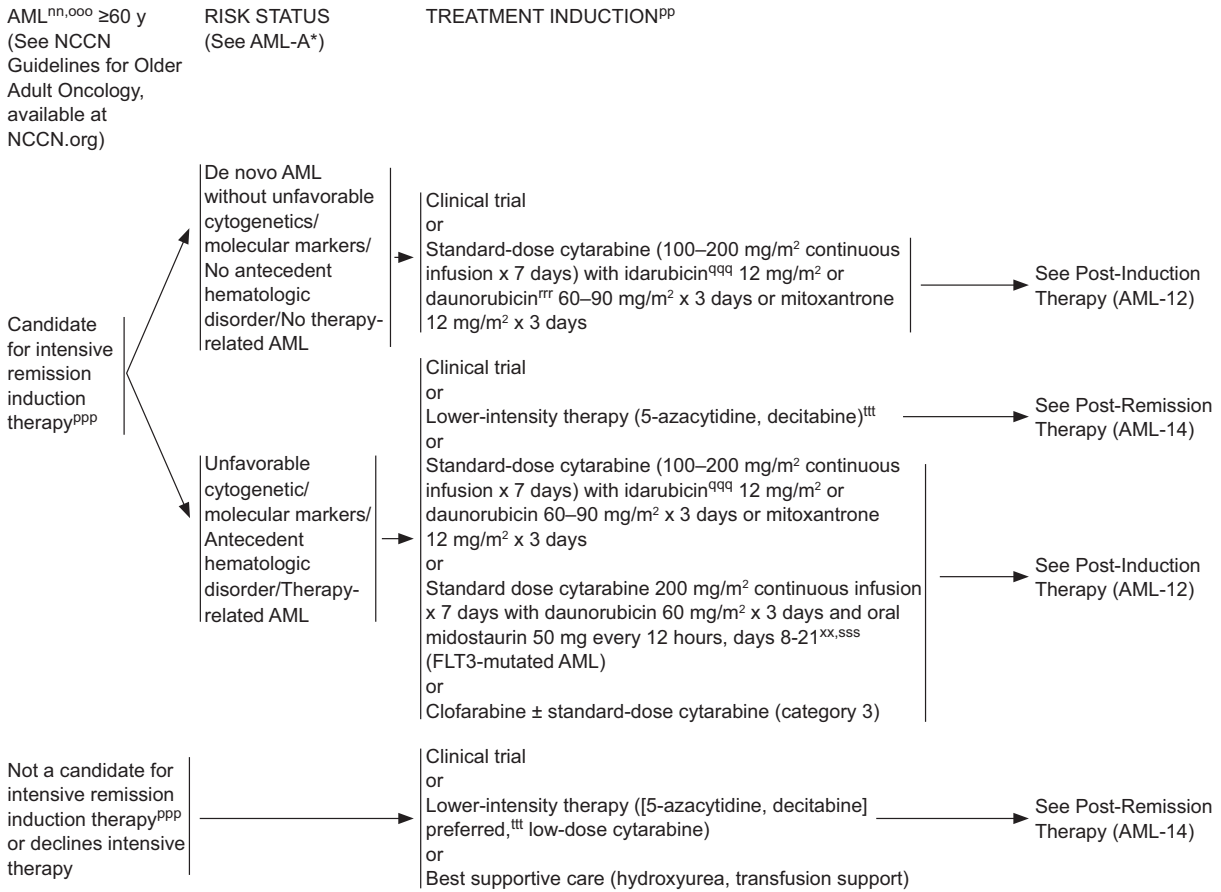 AMLnn,ooo ≥60 y
(See NCCN
Guidelines for Older
Adult Oncology,
available at
NCCN.org)
RISK STATUS
(See AML-A*)
TREATMENT INDUCTIONpp
Candidate
for intensive
remission
induction
therapyppp
De novo AML
without unfavorable
cytogenetics/
molecular markers/
No antecedent
hematologic
disorder/No therapy-
related AML
Clinical trial
or
Standard-dose cytarabine (100–200 mg/m² continuous
infusion x 7 days) with idarubicinqqq 12 mg/m² or
daunorubicinrrr 60–90 mg/m² x 3 days or mitoxantrone
12 mg/m² x 3 days
See Post-Induction
Therapy (AML-12)
Unfavorable
cytogenetic/
molecular markers/
Antecedent
hematologic
disorder/Therapy-
related AML
Clinical trial
or
Lower-intensity therapy (5-azacytidine, decitabine)ttt
See Post-Remission
Therapy (AML-14)
or
Standard-dose cytarabine (100–200 mg/m² continuous
infusion x 7 days) with idarubicinqqq 12 mg/m² or
daunorubicin 60–90 mg/m² x 3 days or mitoxantrone
12 mg/m² x 3 days
or
Standard dose cytarabine 200 mg/m² continuous infusion
x 7 days with daunorubicin 60 mg/m² x 3 days and oral
midostaurin 50 mg every 12 hours, days 8-21xx,sss
(FLT3-mutated AML)
or
Clofarabine ± standard-dose cytarabine (category 3)
See Post-Induction
Therapy (AML-12)
Not a candidate for
intensive remission
induction therapyppp
or declines intensive
therapy
Clinical trial
or
Lower-intensity therapy ([5-azacytidine, decitabine]
preferred,ttt low-dose cytarabine)
or
Best supportive care (hydroxyurea, transfusion support)
See Post-Remission
Therapy (AML-14)